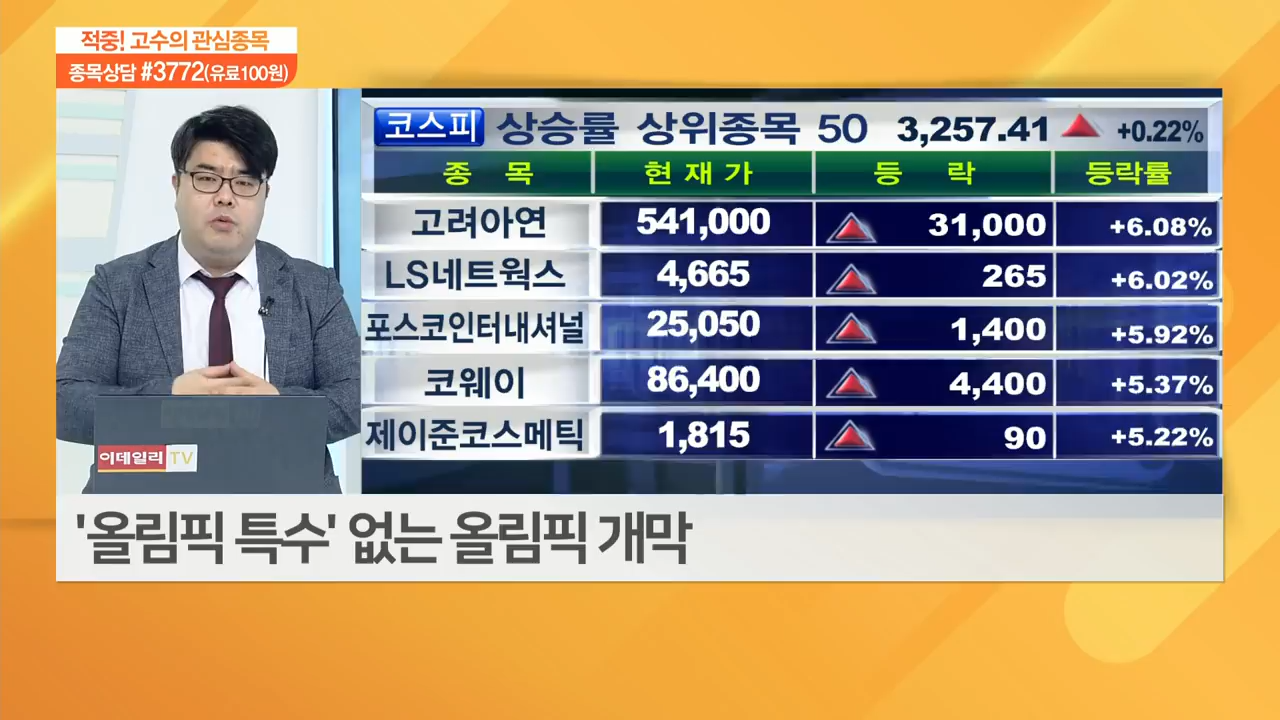 적중! 고수의 관심종목
종목상담 #3772(유료100원)
코스피 상승률 상위종목 50 3,257.41 +0.22%
종 목 현 재 가 등 락 등락률
고려아연 541,000 31,000 +6.08%
LS네트웍스 4,665 265 +6.02%
포스코인터내셔널 25,050 1,400 +5.92%
코웨이 86,400 4,400 +5.37%
제이준코스메틱 1,815 90 +5.22%
이데일리 TV
'올림픽 특수' 없는 올림픽 개막